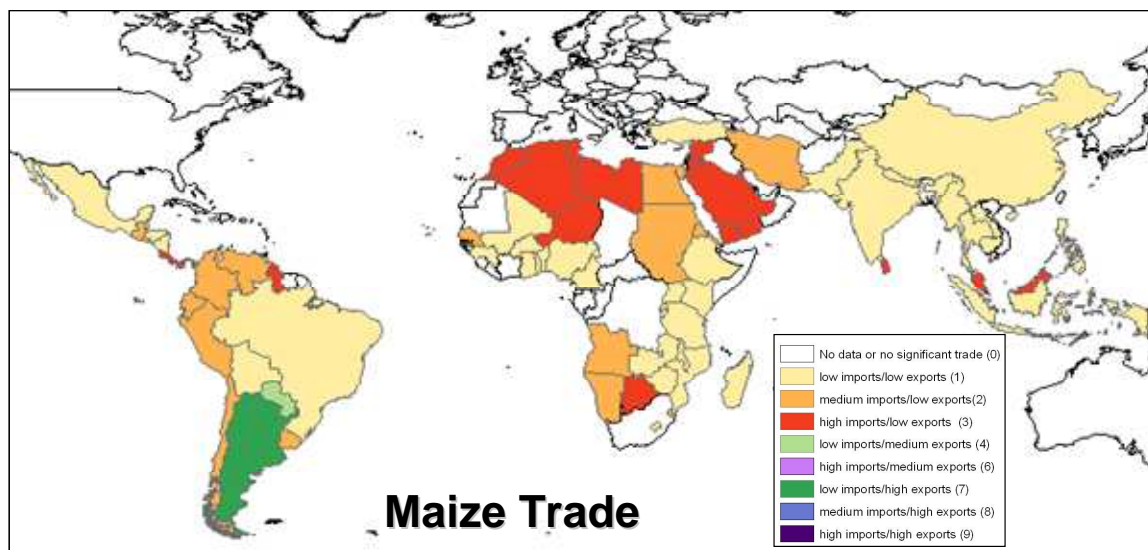 No data or no significant trade (0)
low imports/low exports (1)
medium imports/low exports(2)
high imports/low exports (3)
low imports/medium exports (4)
high imports/medium exports (6)
low imports/high exports (7)
medium imports/high exports (8)
high imports/high exports (9)
Maize Trade